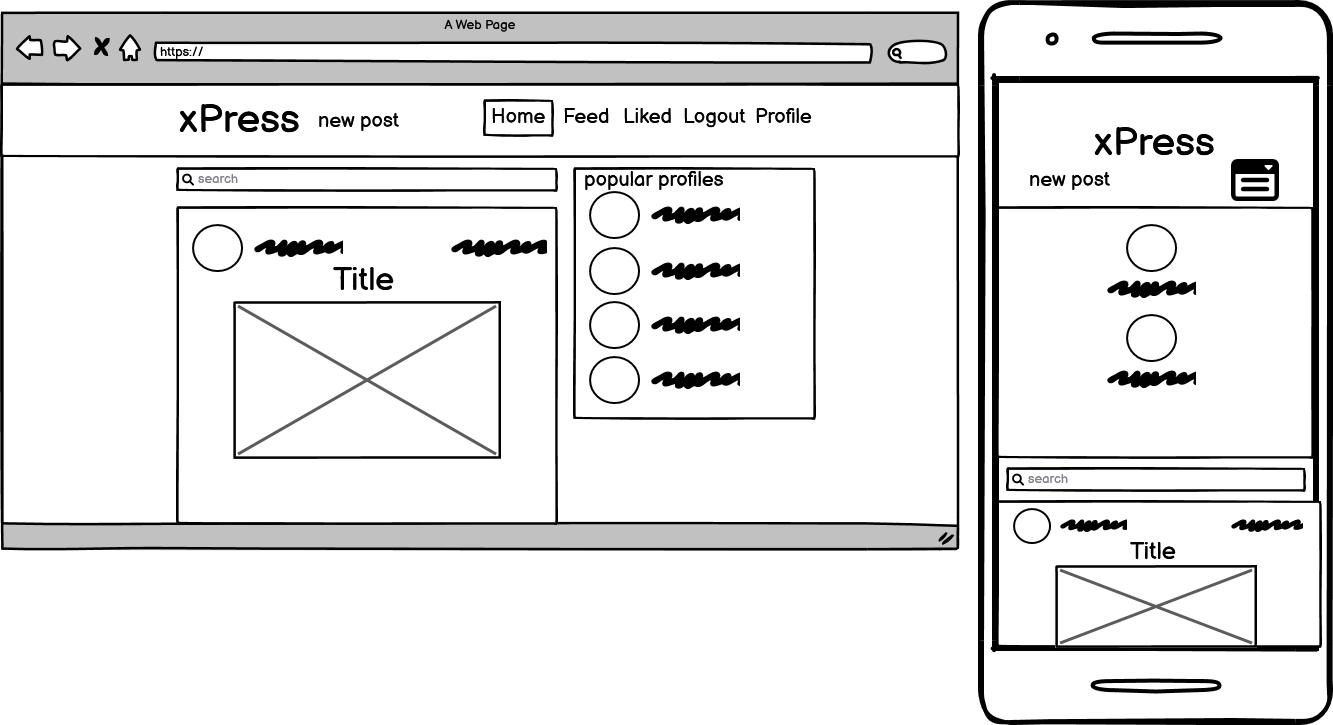 A Web Page
https://
xPress new post Home Feed Liked Logout Profile
search
popular profiles
Title
xPress
new post
search
Title